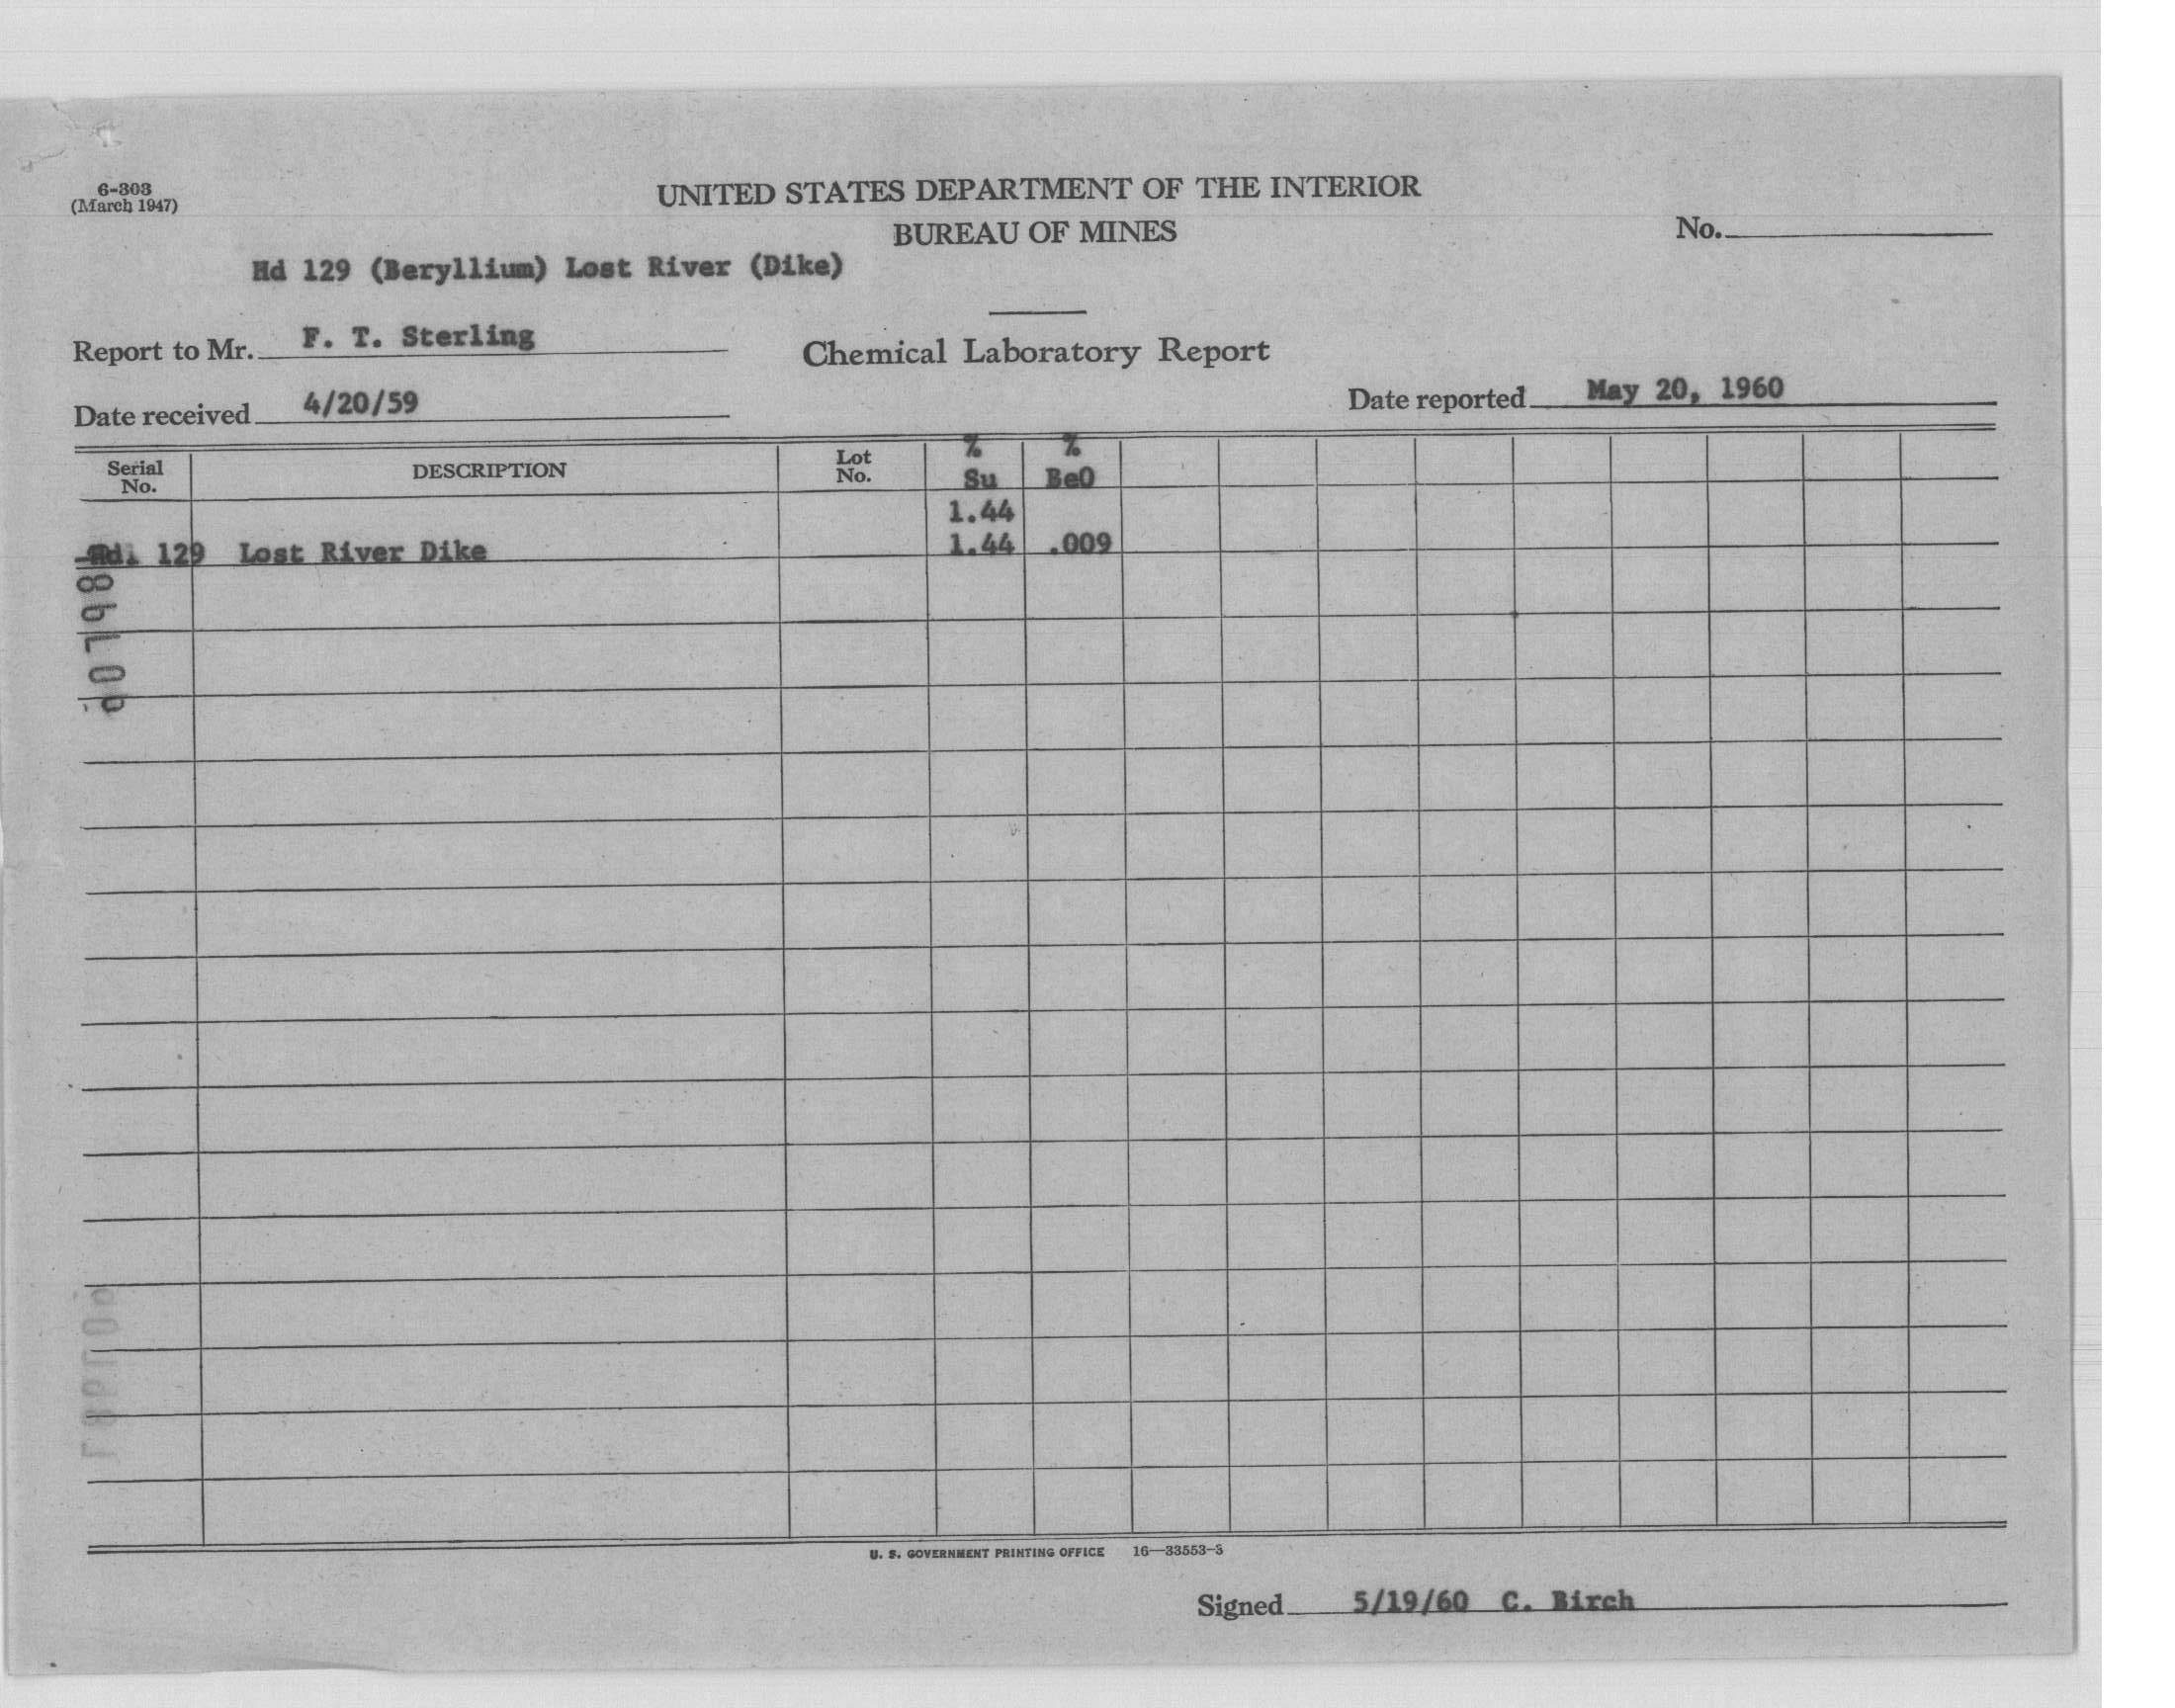 6-303
(March 1947)
UNITED STATES DEPARTMENT OF THE INTERIOR
BUREAU OF MINES
No.
Hd 129 (Beryllium) Lost River (Dike)
Report to Mr. F. T. Sterling
Chemical Laboratory Report
Date received 4/20/59
Date reported May 20, 1960
Serial No. DESCRIPTION Lot No. % Su % BeO
1.44
Hd. 129 Lost River Dike 1.44 .009
U. S. GOVERNMENT PRINTING OFFICE 16—33553-3
Signed 5/19/60 C. Birch